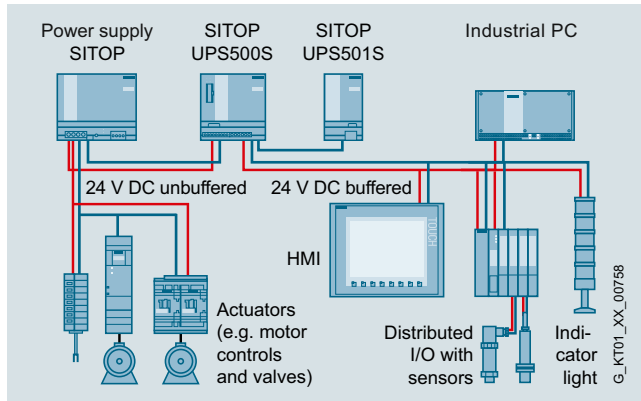 Power supply
SITOP
SITOP
UPS500S
SITOP
UPS501S
Industrial PC
24 V DC unbuffered
24 V DC buffered
HMI
TOUCH
Actuators
(e.g. motor
controls
and valves)
Distributed
I/O with
sensors
Indi-
cator
light
G_KT01_XX_00758